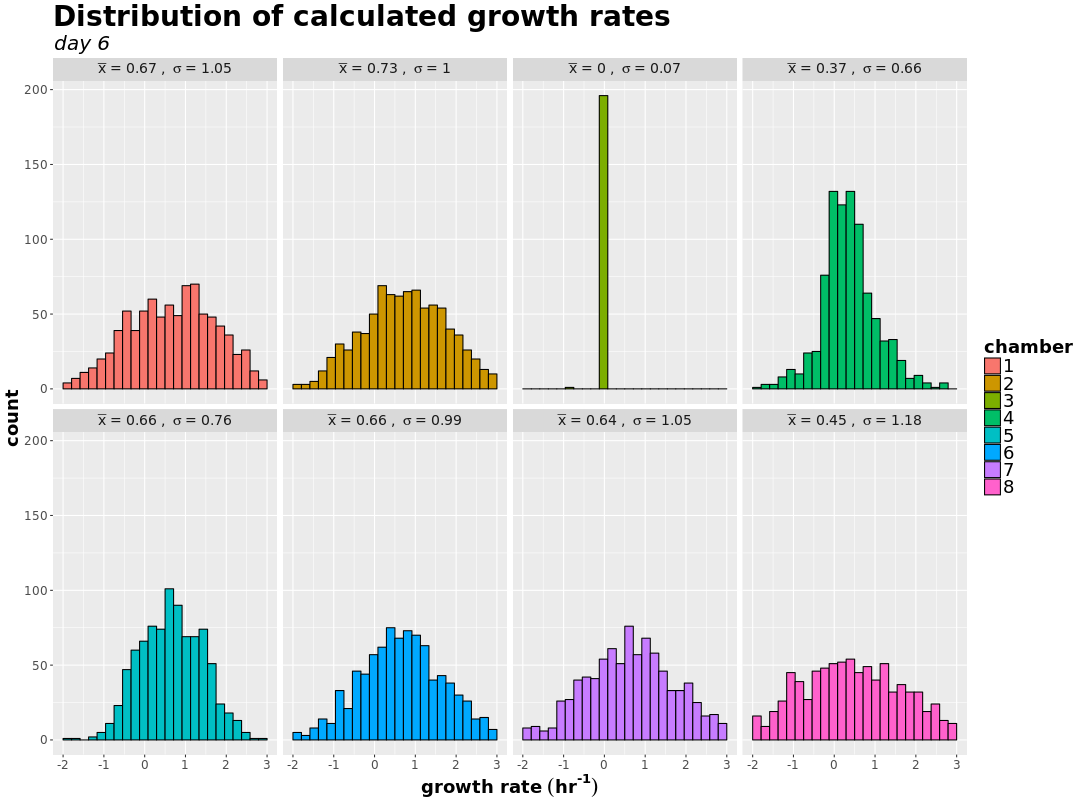 Distribution of calculated growth rates
day 6
x̅ = 0.67 , σ = 1.05
x̅ = 0.73 , σ = 1
x̅ = 0 , σ = 0.07
x̅ = 0.37 , σ = 0.66
200
150
100
50
0
x̅ = 0.66 , σ = 0.76
x̅ = 0.66 , σ = 0.99
x̅ = 0.64 , σ = 1.05
x̅ = 0.45 , σ = 1.18
200
150
100
50
0
-2 -1 0 1 2 3
-2 -1 0 1 2 3
-2 -1 0 1 2 3
-2 -1 0 1 2 3
count
growth rate (hr⁻¹)
chamber
1
2
3
4
5
6
7
8